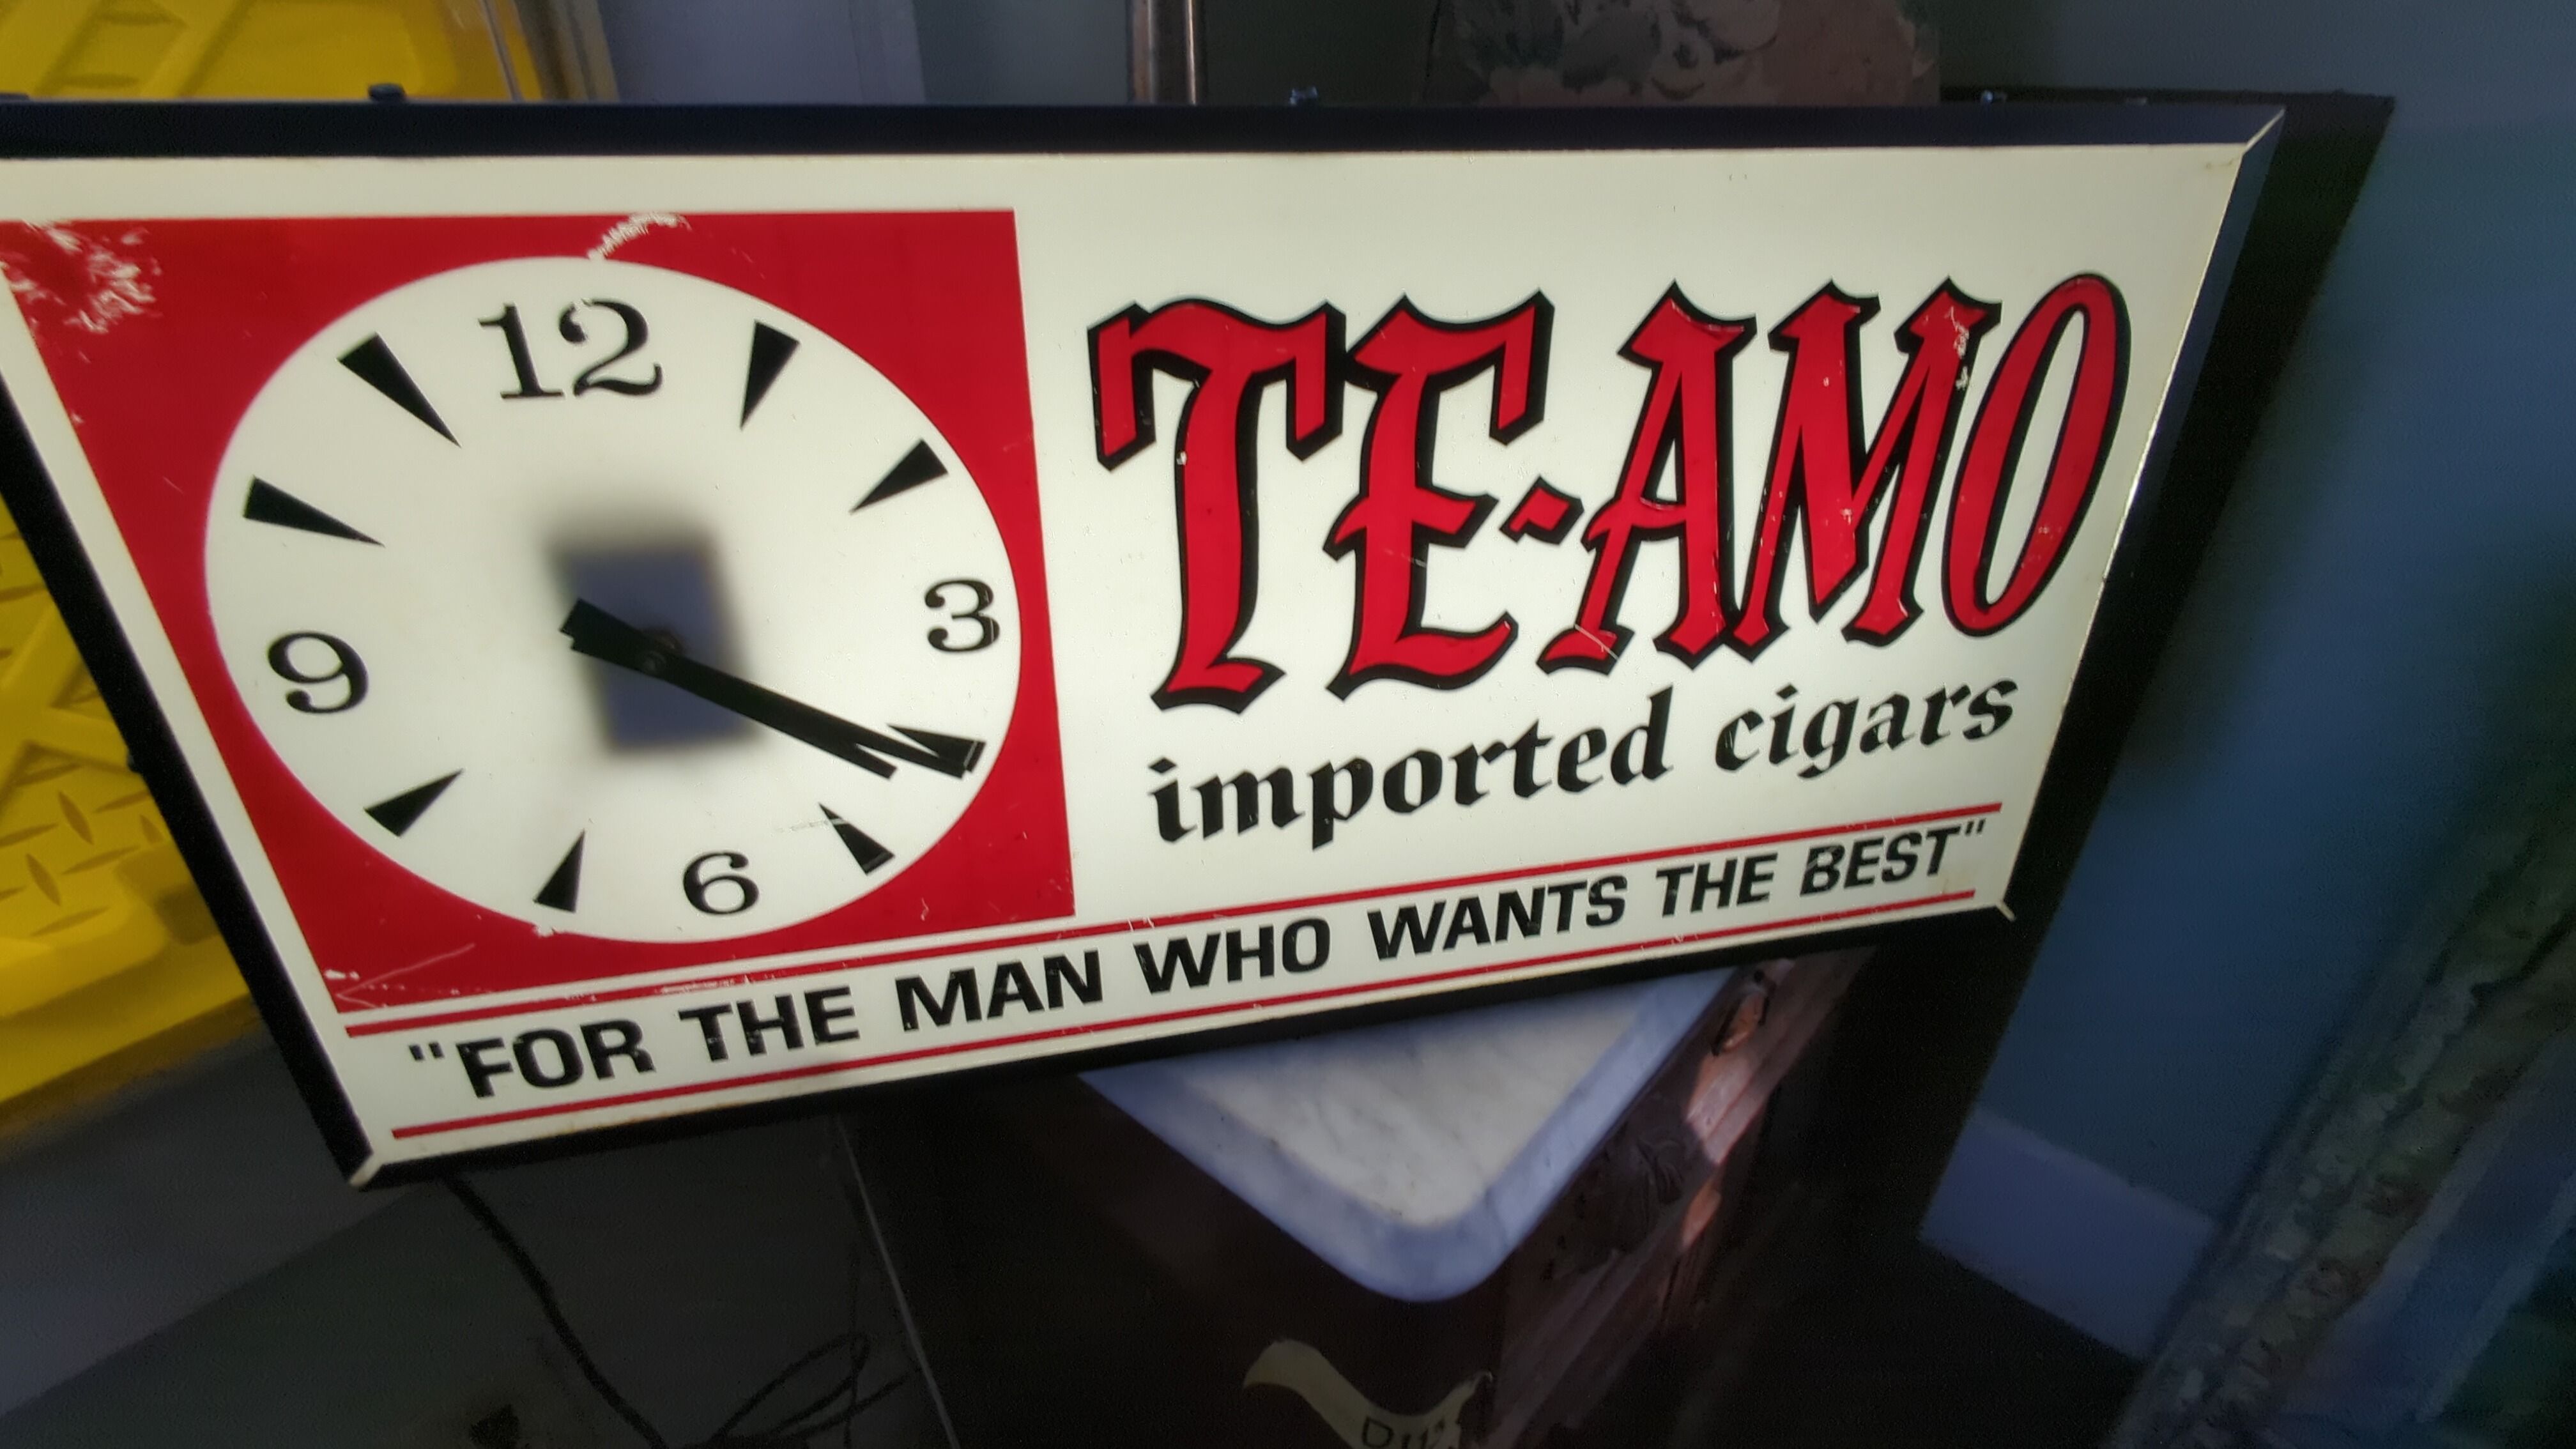 12
3
9
6
TE-AMO
imported cigars
"FOR THE MAN WHO WANTS THE BEST"